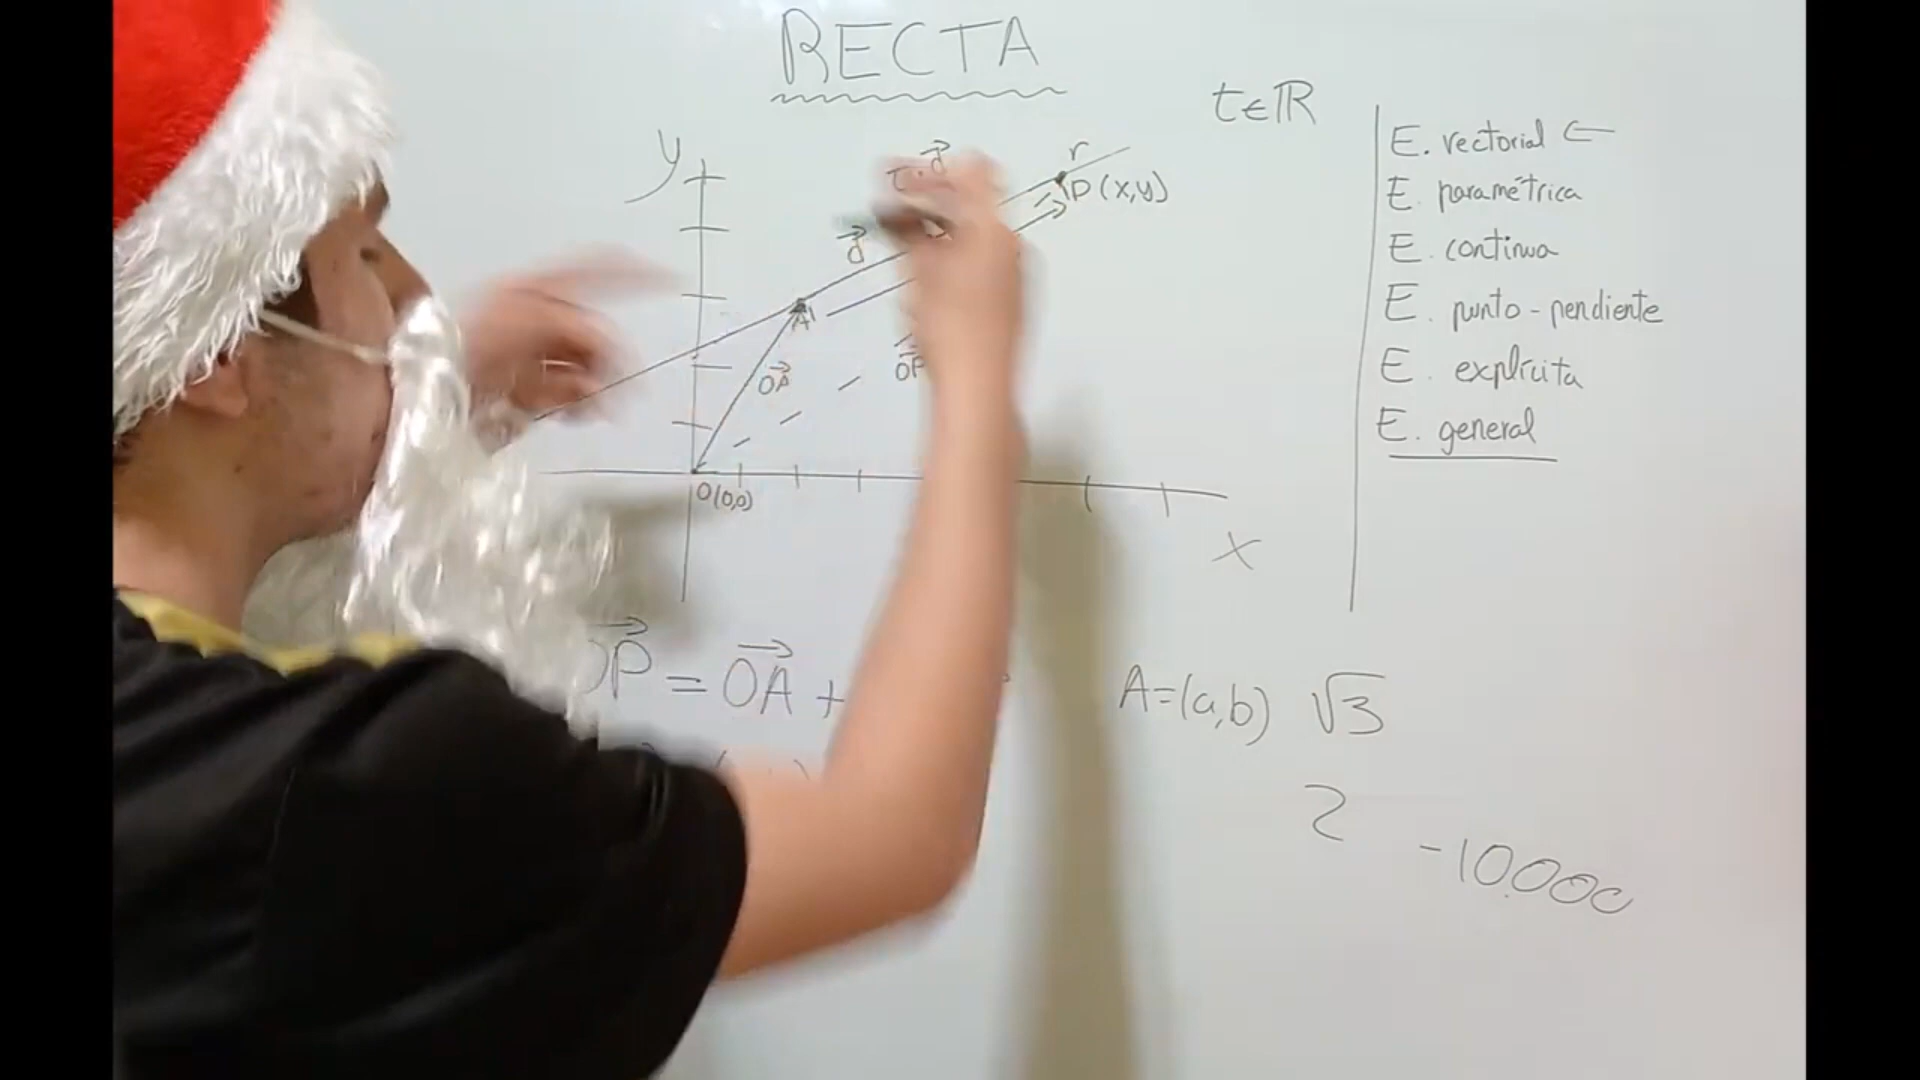 RECTA
t∈ℝ
y
t·d⃗
r
P(x,y)
d⃗
A
OA⃗
OP⃗
O(0,0)
x
E. vectorial ←
E. paramétrica
E. continua
E. punto-pendiente
E. explícita
E. general
OP⃗ = OA⃗ +
A=(a,b) √3
2
-10.000